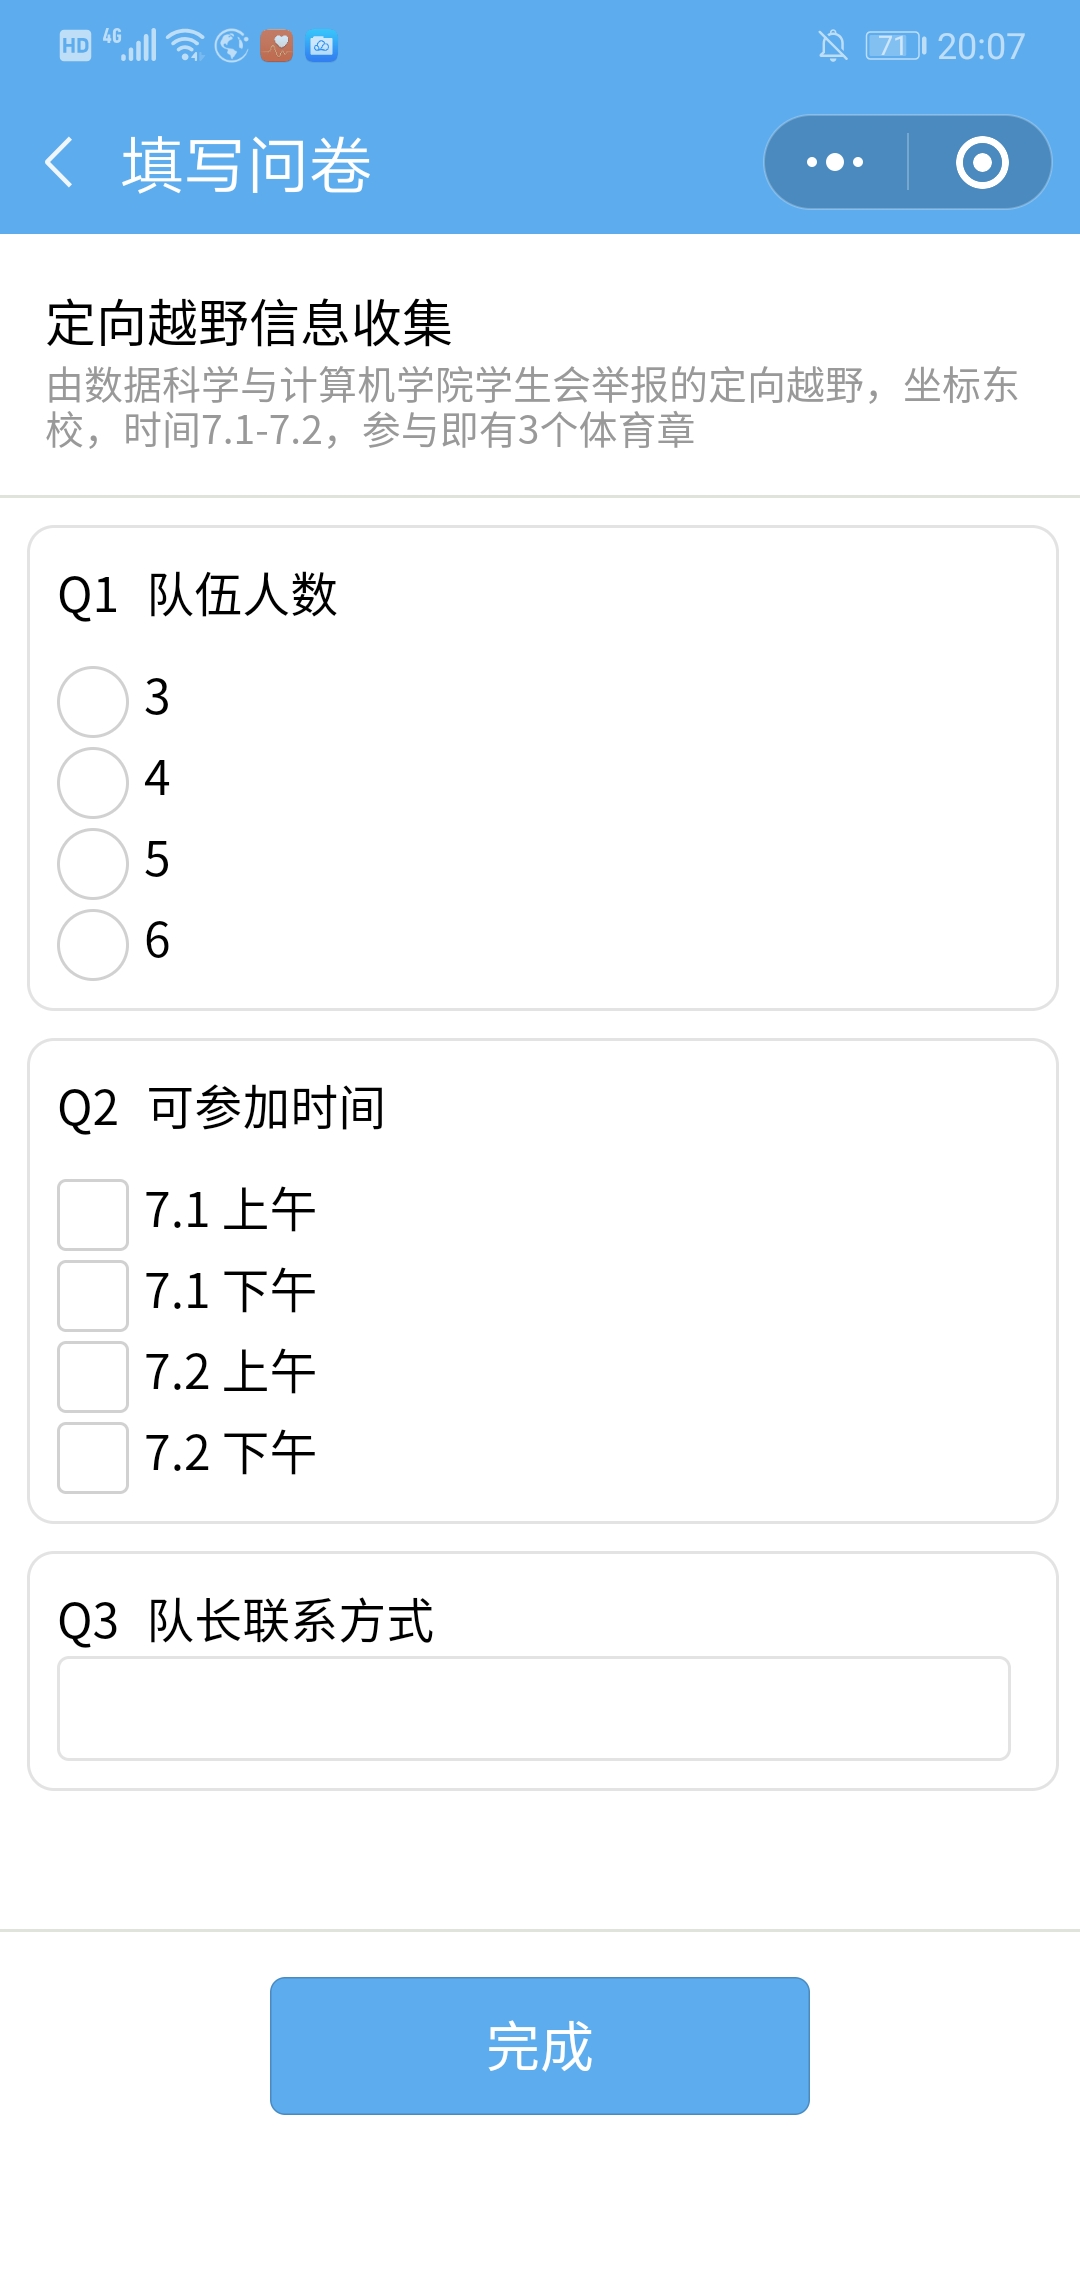 HD 4G 71 20:07
填写问卷
定向越野信息收集
由数据科学与计算机学院学生会举报的定向越野，坐标东
校，时间7.1-7.2，参与即有3个体育章
Q1 队伍人数
3
4
5
6
Q2 可参加时间
7.1 上午
7.1 下午
7.2 上午
7.2 下午
Q3 队长联系方式
完成